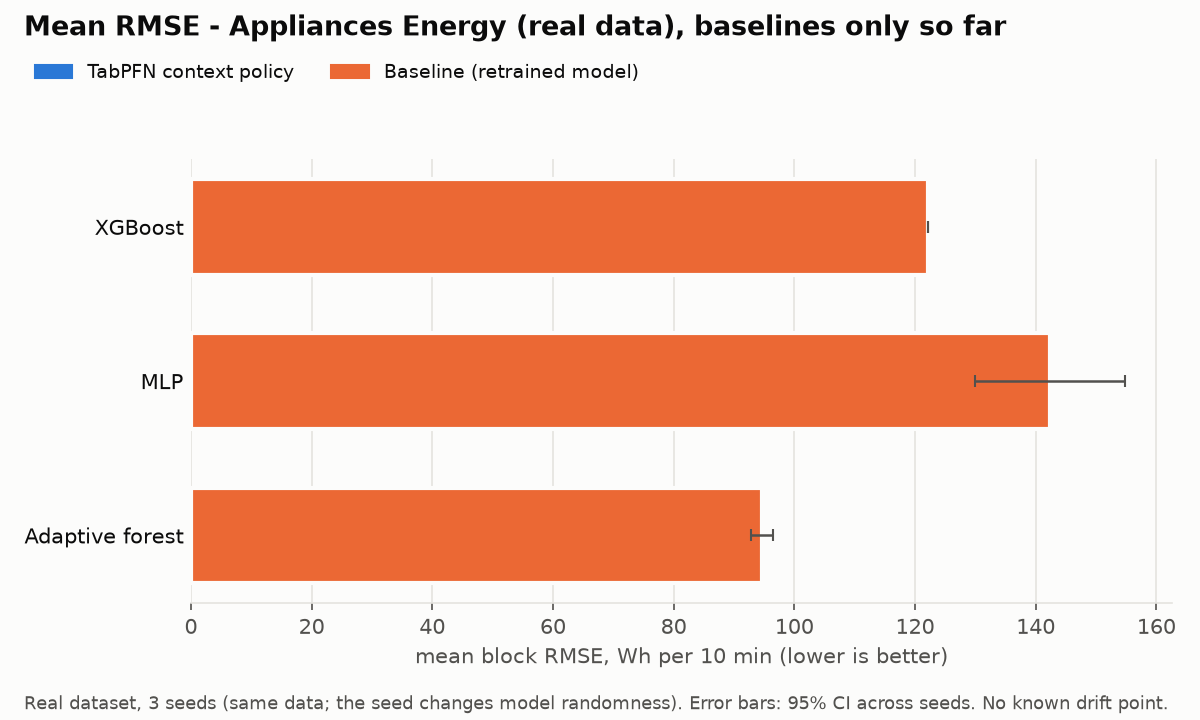 Mean RMSE - Appliances Energy (real data), baselines only so far
TabPFN context policy
Baseline (retrained model)
XGBoost
MLP
Adaptive forest
0 20 40 60 80 100 120 140 160
mean block RMSE, Wh per 10 min (lower is better)
Real dataset, 3 seeds (same data; the seed changes model randomness). Error bars: 95% CI across seeds. No known drift point.